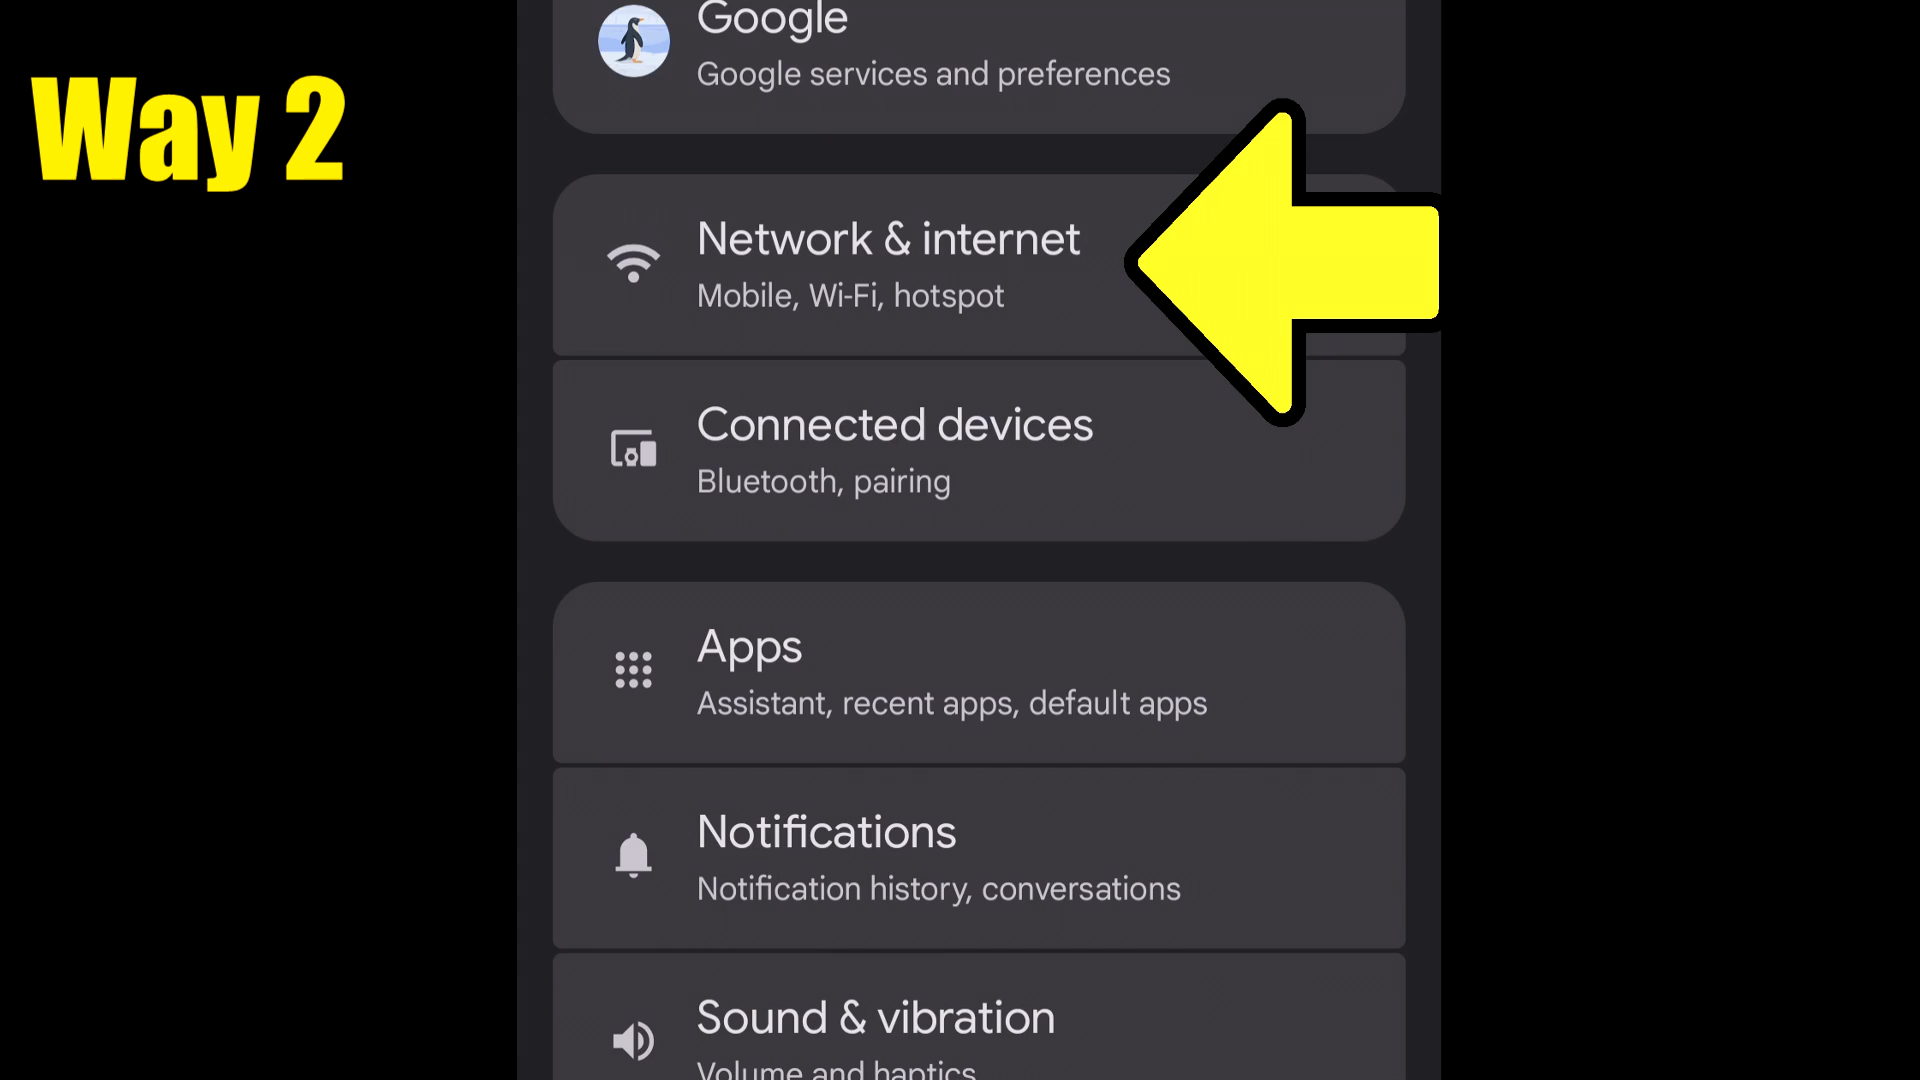 Way 2
Google
Google services and preferences
Network & internet
Mobile, Wi-Fi, hotspot
Connected devices
Bluetooth, pairing
Apps
Assistant, recent apps, default apps
Notifications
Notification history, conversations
Sound & vibration
Volume and haptics